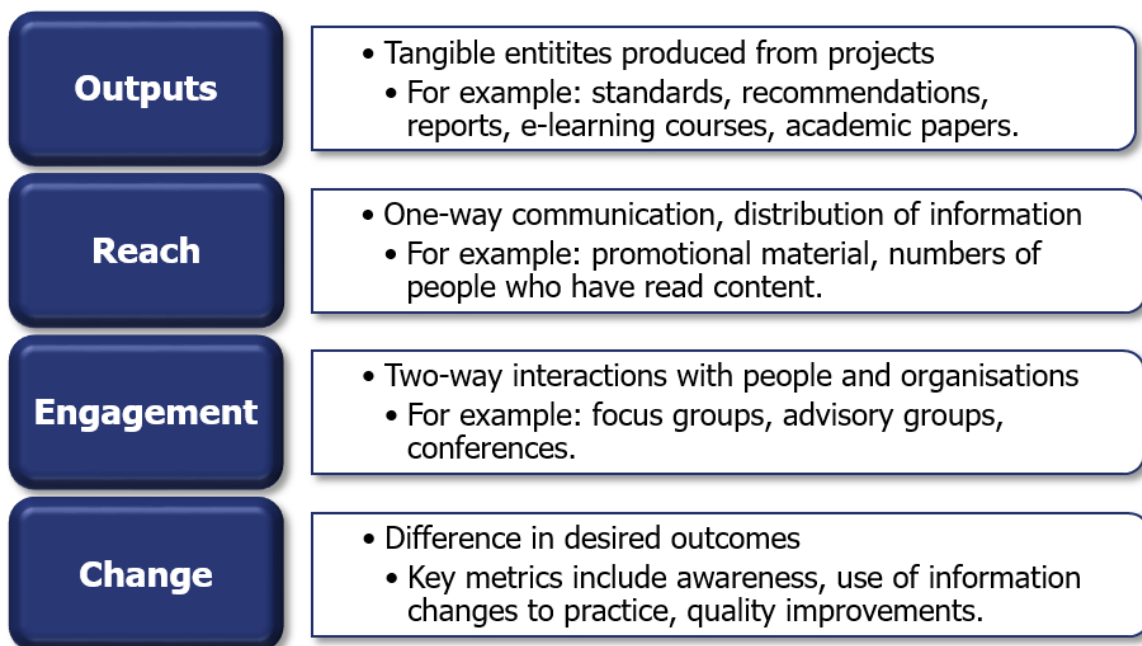 Outputs
• Tangible entitites produced from projects
• For example: standards, recommendations,
reports, e-learning courses, academic papers.
Reach
• One-way communication, distribution of information
• For example: promotional material, numbers of
people who have read content.
Engagement
• Two-way interactions with people and organisations
• For example: focus groups, advisory groups,
conferences.
Change
• Difference in desired outcomes
• Key metrics include awareness, use of information
changes to practice, quality improvements.